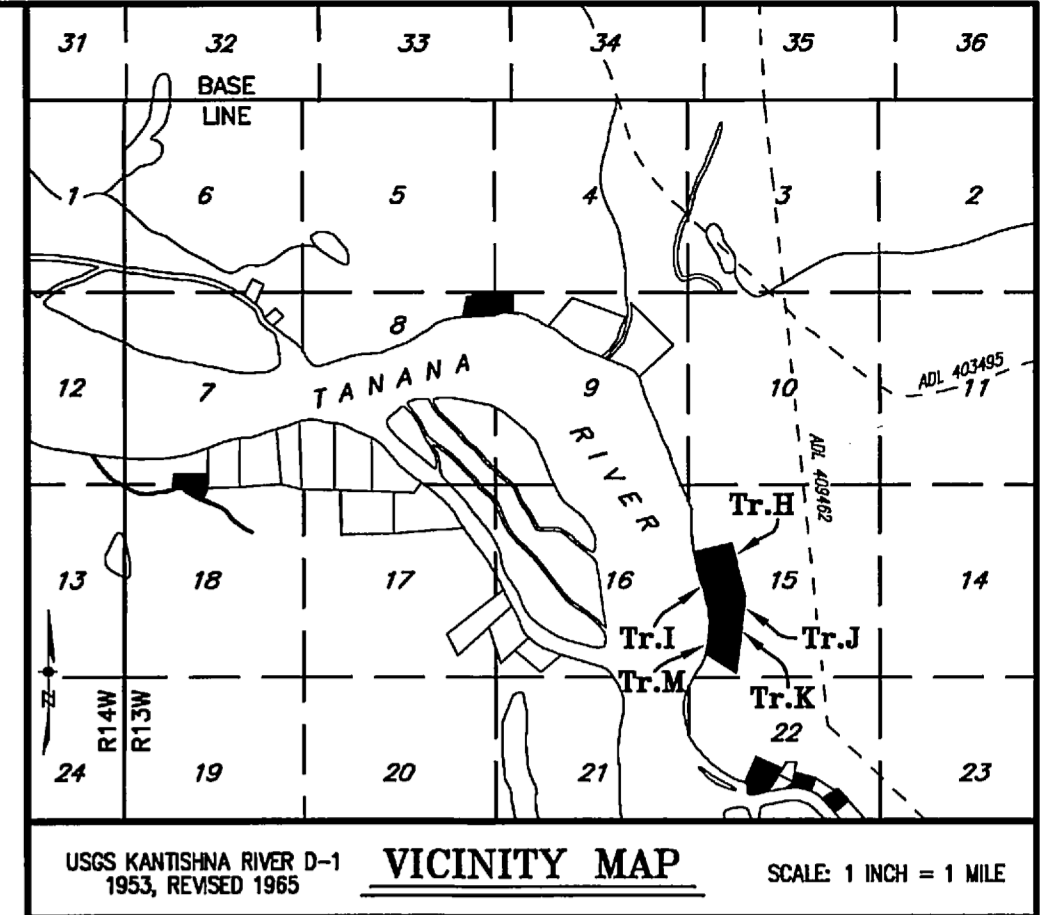 31 32 33 34 35 36
BASE
LINE
1 6 5 4 3 2
8
12 7 TANANA 9 10 11
ADL 403495
RIVER
ADL 409462
Tr.H
13 18 17 16 15 14
Tr.I Tr.J
Tr.M Tr.K
N
R14W
R13W
22
24 19 20 21 23
USGS KANTISHNA RIVER D-1
1953, REVISED 1965
VICINITY MAP
SCALE: 1 INCH = 1 MILE